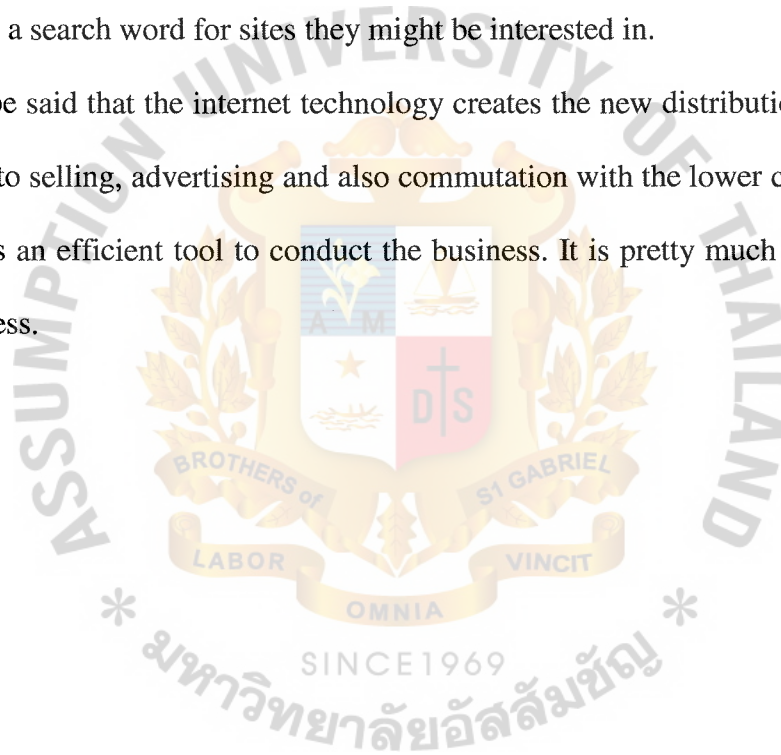 a search word for sites they might be interested in.
be said that the internet technology creates the new distributi
to selling, advertising and also commutation with the lower c
s an efficient tool to conduct the business. It is pretty much
ess.
ASSUMPTION UNIVERSITY OF THAILAND
A M
D S
BROTHERS of ST GABRIEL
LABOR OMNIA VINCIT
SINCE1969
* มหาวิทยาลัยอัสสัมชัญ *